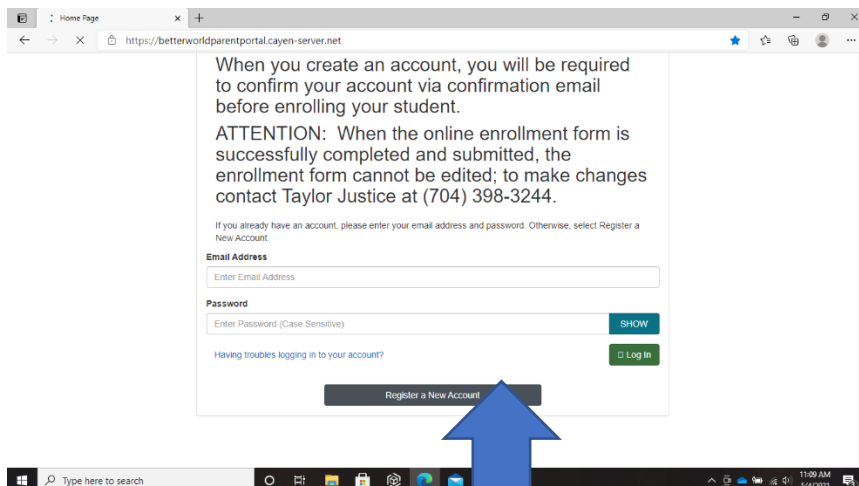 Home Page
https://betterworldparentportal.cayen-server.net
When you create an account, you will be required
to confirm your account via confirmation email
before enrolling your student.
ATTENTION: When the online enrollment form is
successfully completed and submitted, the
enrollment form cannot be edited; to make changes
contact Taylor Justice at (704) 398-3244.
If you already have an account, please enter your email address and password. Otherwise, select Register a
New Account.
Email Address
Enter Email Address
Password
Enter Password (Case Sensitive)
SHOW
Having troubles logging in to your account?
Log In
Register a New Account
Type here to search
11:09 AM
5/4/2021